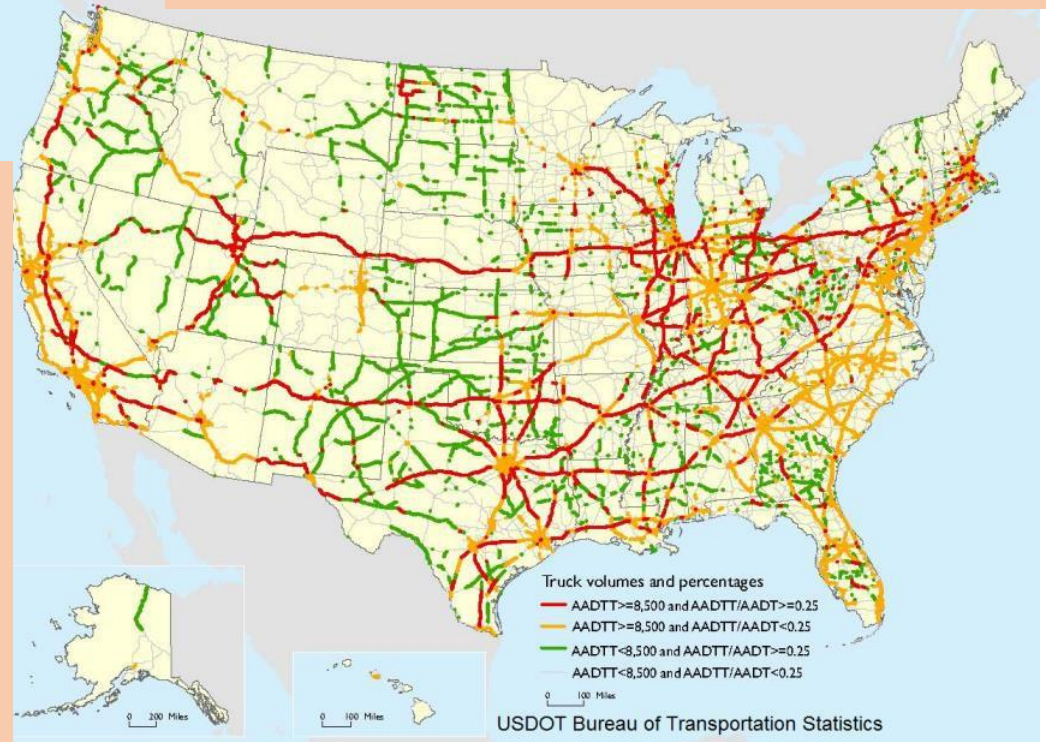 Truck volumes and percentages
AADTT>=8,500 and AADTT/AADT>=0.25
AADTT>=8,500 and AADTT/AADT<0.25
AADTT<8,500 and AADTT/AADT>=0.25
AADTT<8,500 and AADTT/AADT<0.25
0 100 Miles
0 200 Miles
0 100 Miles
USDOT Bureau of Transportation Statistics